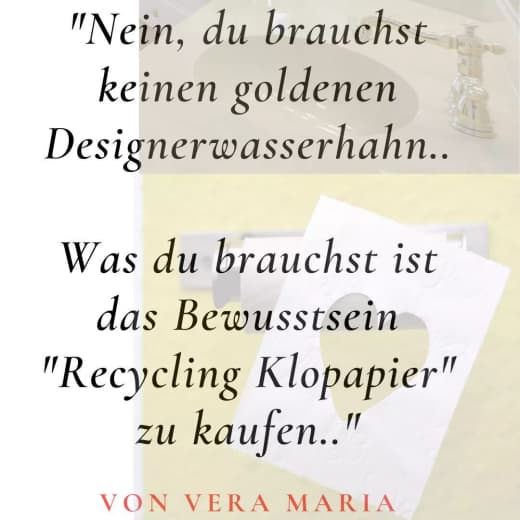 "Nein, du brauchst
keinen goldenen
Designerwasserhahn..
Was du brauchst ist
das Bewusstsein
"Recycling Klopapier"
zu kaufen.."
VON VERA MARIA